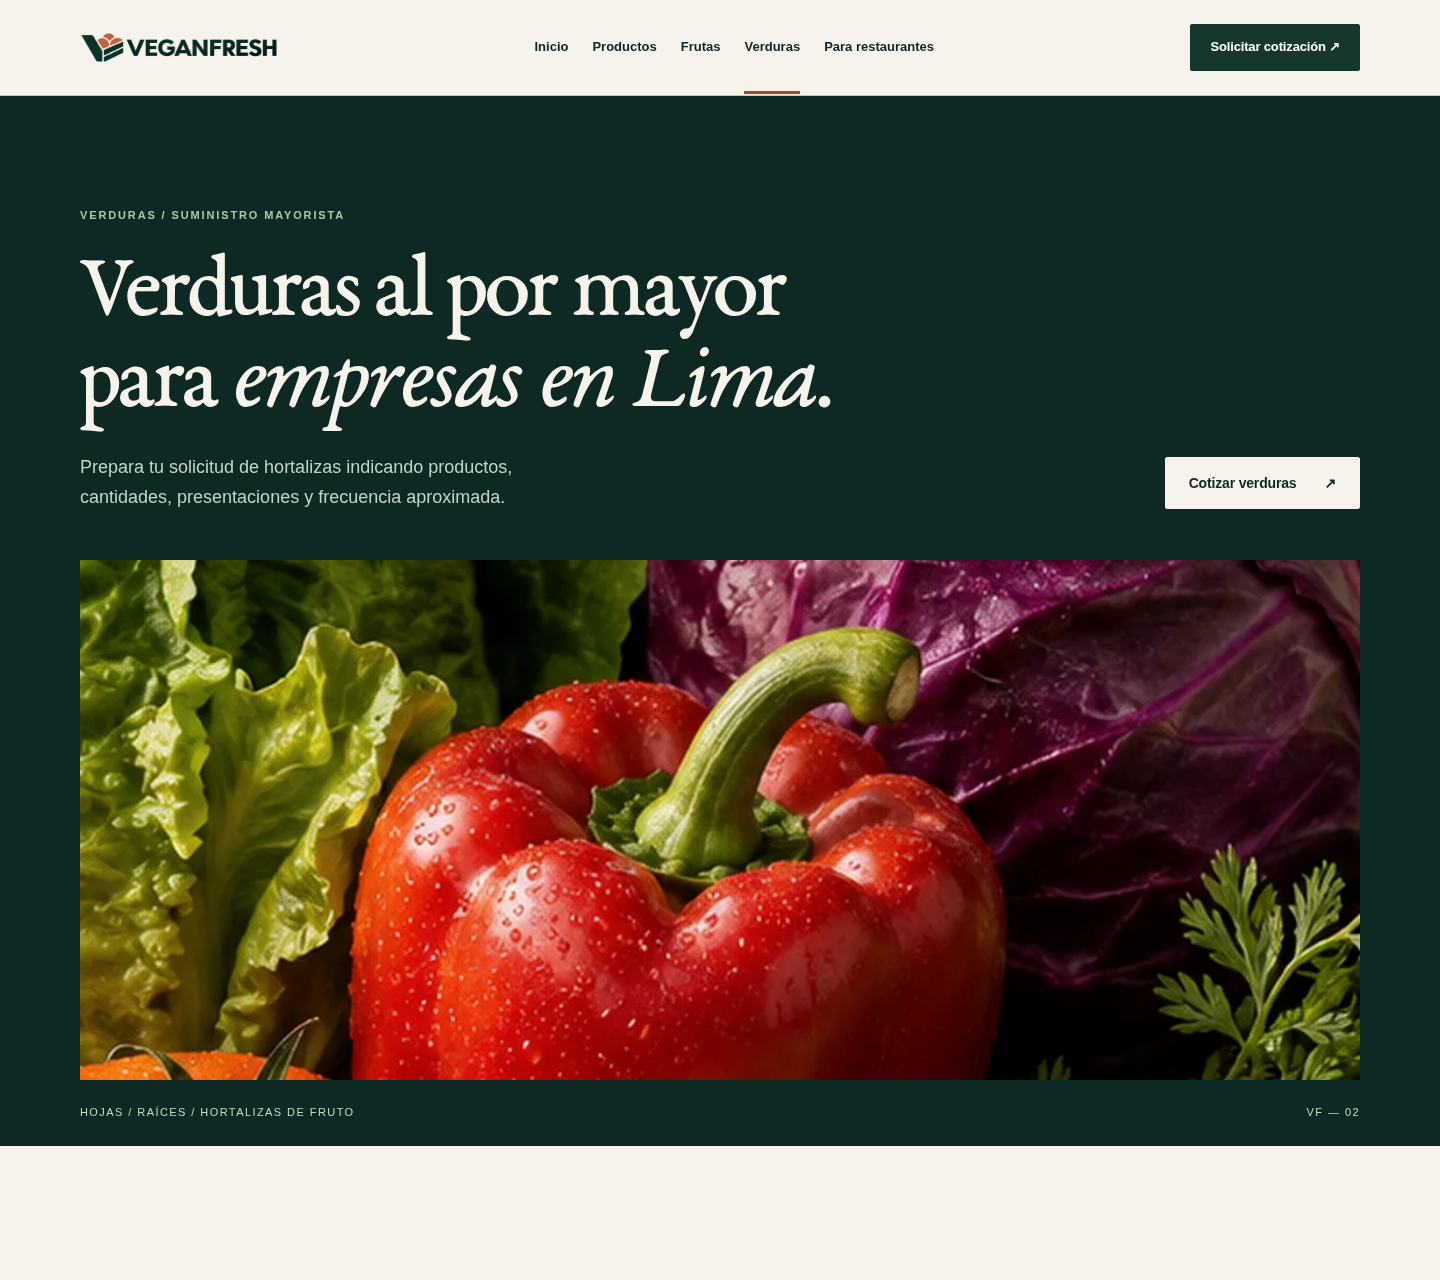 VEGANFRESH
Inicio Productos Frutas Verduras Para restaurantes
Solicitar cotización ↗
VERDURAS / SUMINISTRO MAYORISTA
Verduras al por mayor
para empresas en Lima.
Prepara tu solicitud de hortalizas indicando productos,
cantidades, presentaciones y frecuencia aproximada.
Cotizar verduras ↗
HOJAS / RAÍCES / HORTALIZAS DE FRUTO
VF — 02